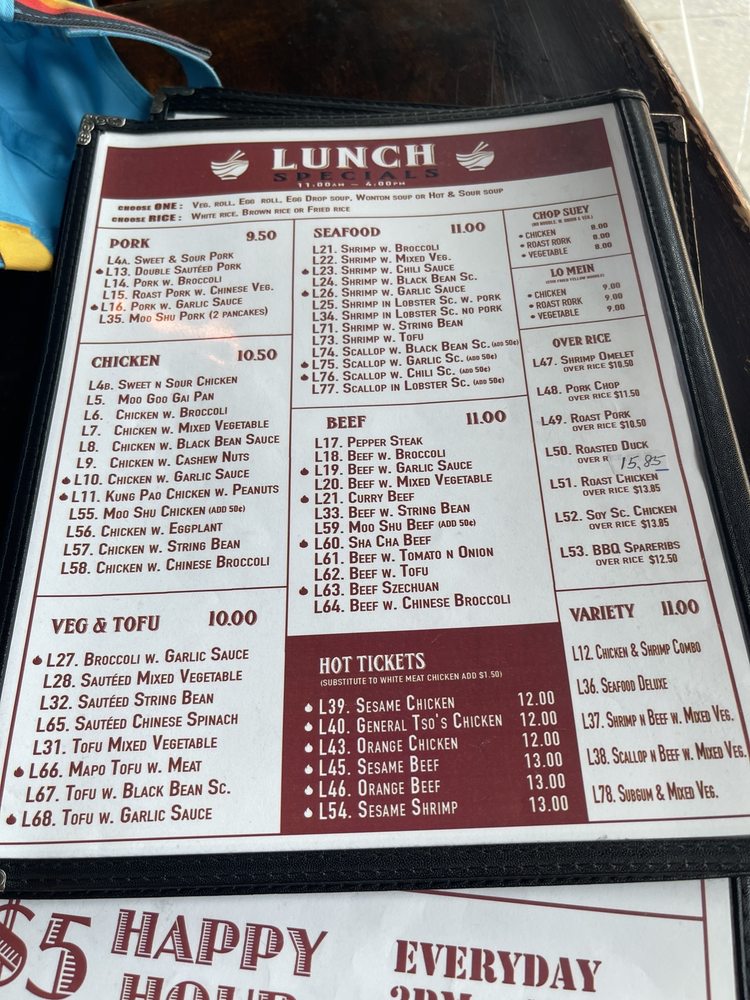 LUNCH
SPECIALS
11:00AM – 4:00PM
CHOOSE ONE : VEG. ROLL, EGG ROLL, EGG DROP SOUP, WONTON SOUP OR HOT & SOUR SOUP
CHOOSE RICE : WHITE RICE, BROWN RICE OR FRIED RICE
PORK 9.50
L4A. SWEET & SOUR PORK
L13. DOUBLE SAUTÉED PORK
L14. PORK W. BROCCOLI
L15. ROAST PORK W. CHINESE VEG.
L16. PORK W. GARLIC SAUCE
L35. MOO SHU PORK (2 PANCAKES)
CHICKEN 10.50
L4B. SWEET N SOUR CHICKEN
L5. MOO GOO GAI PAN
L6. CHICKEN W. BROCCOLI
L7. CHICKEN W. MIXED VEGETABLE
L8. CHICKEN W. BLACK BEAN SAUCE
L9. CHICKEN W. CASHEW NUTS
L10. CHICKEN W. GARLIC SAUCE
L11. KUNG PAO CHICKEN W. PEANUTS
L55. MOO SHU CHICKEN (ADD 50¢)
L56. CHICKEN W. EGGPLANT
L57. CHICKEN W. STRING BEAN
L58. CHICKEN W. CHINESE BROCCOLI
VEG & TOFU 10.00
L27. BROCCOLI W. GARLIC SAUCE
L28. SAUTÉED MIXED VEGETABLE
L32. SAUTÉED STRING BEAN
L65. SAUTÉED CHINESE SPINACH
L31. TOFU MIXED VEGETABLE
L66. MAPO TOFU W. MEAT
L67. TOFU W. BLACK BEAN SC.
L68. TOFU W. GARLIC SAUCE
SEAFOOD 11.00
L21. SHRIMP W. BROCCOLI
L22. SHRIMP W. MIXED VEG.
L23. SHRIMP W. CHILI SAUCE
L24. SHRIMP W. BLACK BEAN SC.
L26. SHRIMP W. GARLIC SAUCE
L25. SHRIMP IN LOBSTER SC. W. PORK
L34. SHRIMP IN LOBSTER SC. NO PORK
L71. SHRIMP W. STRING BEAN
L73. SHRIMP W. TOFU
L74. SCALLOP W. BLACK BEAN SC. (ADD 50¢)
L75. SCALLOP W. GARLIC SC. (ADD 50¢)
L76. SCALLOP W. CHILI SC. (ADD 50¢)
L77. SCALLOP IN LOBSTER SC. (ADD 50¢)
BEEF 11.00
L17. PEPPER STEAK
L18. BEEF W. BROCCOLI
L19. BEEF W. GARLIC SAUCE
L20. BEEF W. MIXED VEGETABLE
L21. CURRY BEEF
L33. BEEF W. STRING BEAN
L59. MOO SHU BEEF (ADD 50¢)
L60. SHA CHA BEEF
L61. BEEF W. TOMATO N ONION
L62. BEEF W. TOFU
L63. BEEF SZECHUAN
L64. BEEF W. CHINESE BROCCOLI
HOT TICKETS
(SUBSTITUTE TO WHITE MEAT CHICKEN ADD $1.50)
L39. SESAME CHICKEN 12.00
L40. GENERAL TSO'S CHICKEN 12.00
L43. ORANGE CHICKEN 12.00
L45. SESAME BEEF 13.00
L46. ORANGE BEEF 13.00
L54. SESAME SHRIMP 13.00
CHOP SUEY
(NO NOODLE, W. ONION & VEG.)
• CHICKEN 8.00
• ROAST RORK 8.00
• VEGETABLE 8.00
LO MEIN
(STIR FRIED YELLOW NOODLE)
• CHICKEN 9.00
• ROAST RORK 9.00
• VEGETABLE 9.00
OVER RICE
L47. SHRIMP OMELET
OVER RICE $10.50
L48. PORK CHOP
OVER RICE $11.50
L49. ROAST PORK
OVER RICE $10.50
L50. ROASTED DUCK
OVER R 15,85
L51. ROAST CHICKEN
OVER RICE $13.85
L52. SOY SC. CHICKEN
OVER RICE $13.85
L53. BBQ SPARERIBS
OVER RICE $12.50
VARIETY 11.00
L12. CHICKEN & SHRIMP COMBO
L36. SEAFOOD DELUXE
L37. SHRIMP N BEEF W. MIXED VEG.
L38. SCALLOP N BEEF W. MIXED VEG.
L78. SUBGUM & MIXED VEG.
$5 HAPPY
HOUR
EVERYDAY